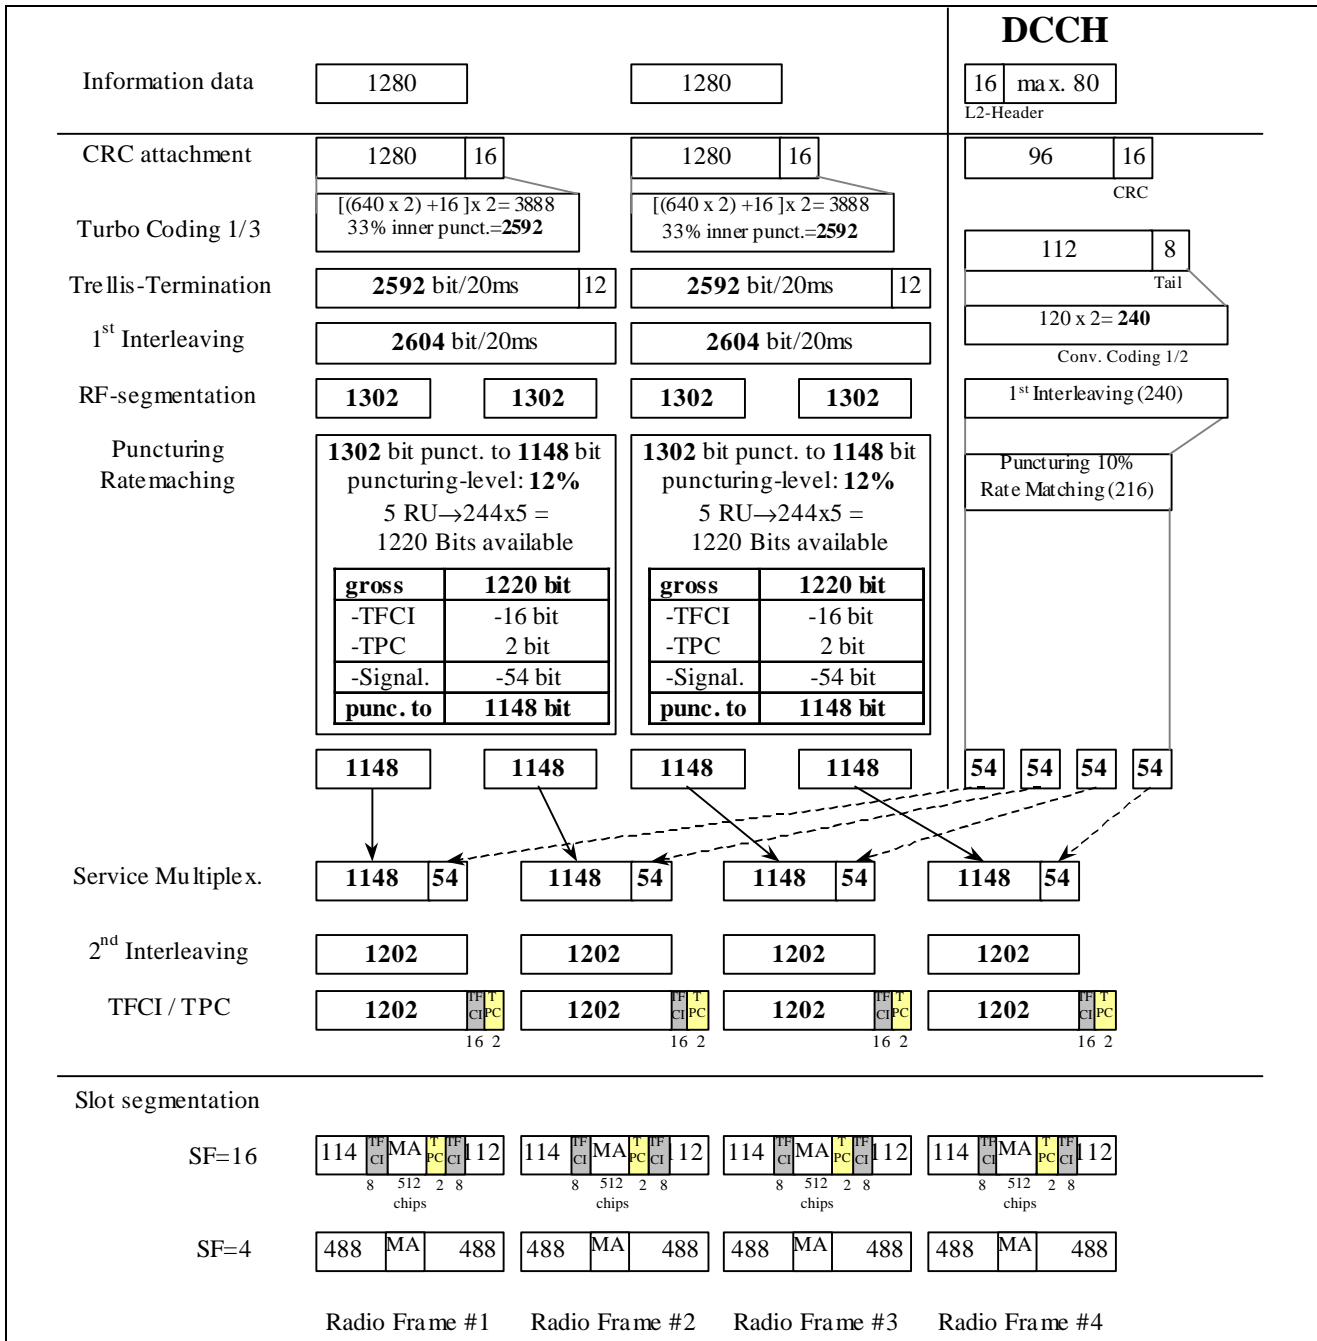 DCCH
Information data 1280 1280 16 max. 80
L2-Header
CRC attachment 1280 16 1280 16 96 16
CRC
[(640 x 2) +16 ]x 2= 3888 [(640 x 2) +16 ]x 2= 3888
Turbo Coding 1/3 33% inner punct.=2592 33% inner punct.=2592
112 8
Tail
Trellis-Termination 2592 bit/20ms 12 2592 bit/20ms 12
120 x 2= 240
1st Interleaving 2604 bit/20ms 2604 bit/20ms
Conv. Coding 1/2
RF-segmentation 1302 1302 1302 1302 1st Interleaving (240)
Puncturing 1302 bit punct. to 1148 bit 1302 bit punct. to 1148 bit Puncturing 10%
Ratemaching puncturing-level: 12% puncturing-level: 12% Rate Matching (216)
5 RU→244x5 = 5 RU→244x5 =
1220 Bits available 1220 Bits available
gross 1220 bit gross 1220 bit
-TFCI -16 bit -TFCI -16 bit
-TPC 2 bit -TPC 2 bit
-Signal. -54 bit -Signal. -54 bit
punc. to 1148 bit punc. to 1148 bit
1148 1148 1148 1148 54 54 54 54
Service Multiplex. 1148 54 1148 54 1148 54 1148 54
2nd Interleaving 1202 1202 1202 1202
TFCI / TPC 1202 TF CI T PC 1202 TF CI T PC 1202 TF CI T PC 1202 TF CI T PC
16 2 16 2 16 2 16 2
Slot segmentation
SF=16 114 TF CI MA T PC TF CI 112 114 TF CI MA T PC TF CI 112 114 TF CI MA T PC TF CI 112 114 TF CI MA T PC TF CI 112
8 512 2 8 8 512 2 8 8 512 2 8 8 512 2 8
chips chips chips chips
SF=4 488 MA 488 488 MA 488 488 MA 488 488 MA 488
Radio Frame #1 Radio Frame #2 Radio Frame #3 Radio Frame #4